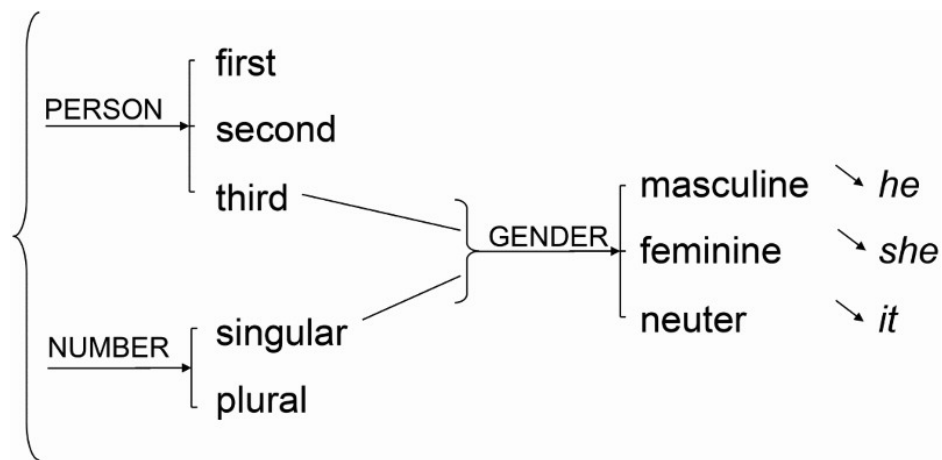 first
PERSON
second
third
masculine he
GENDER
feminine she
neuter it
singular
NUMBER
plural